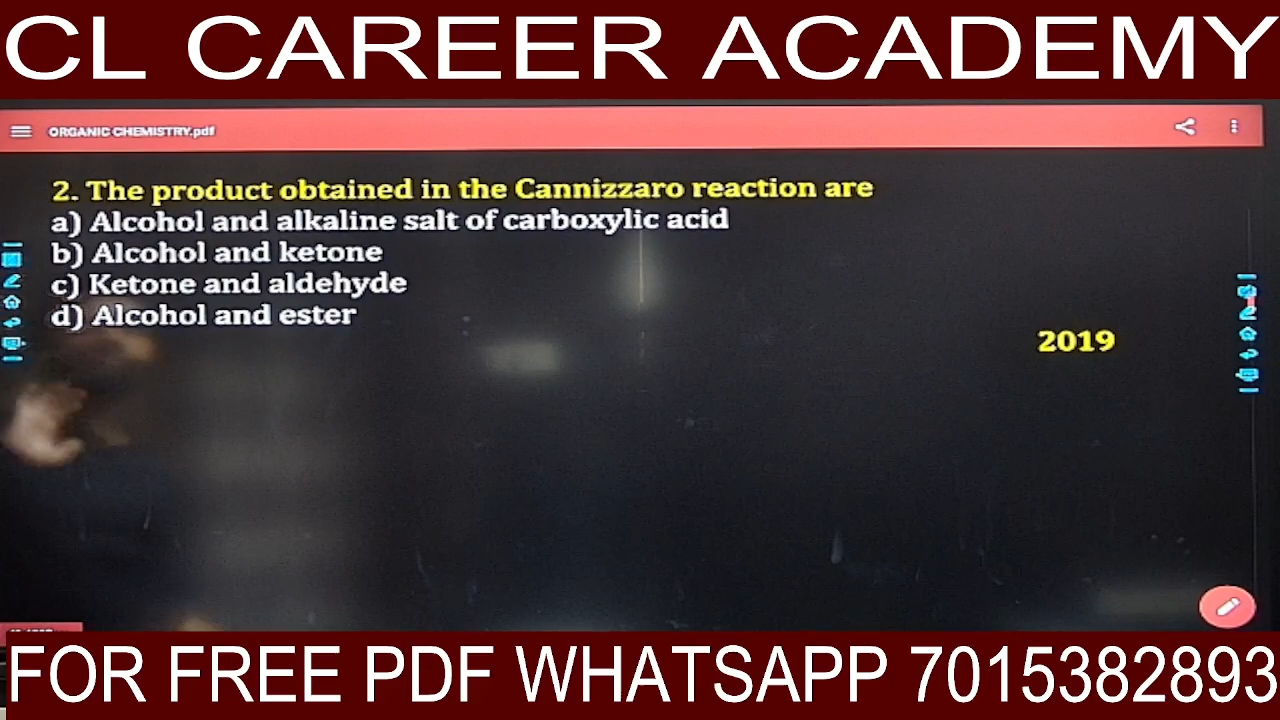 CL CAREER ACADEMY
ORGANIC CHEMISTRY.pdf
2. The product obtained in the Cannizzaro reaction are
a) Alcohol and alkaline salt of carboxylic acid
b) Alcohol and ketone
c) Ketone and aldehyde
d) Alcohol and ester
2019
FOR FREE PDF WHATSAPP 7015382893